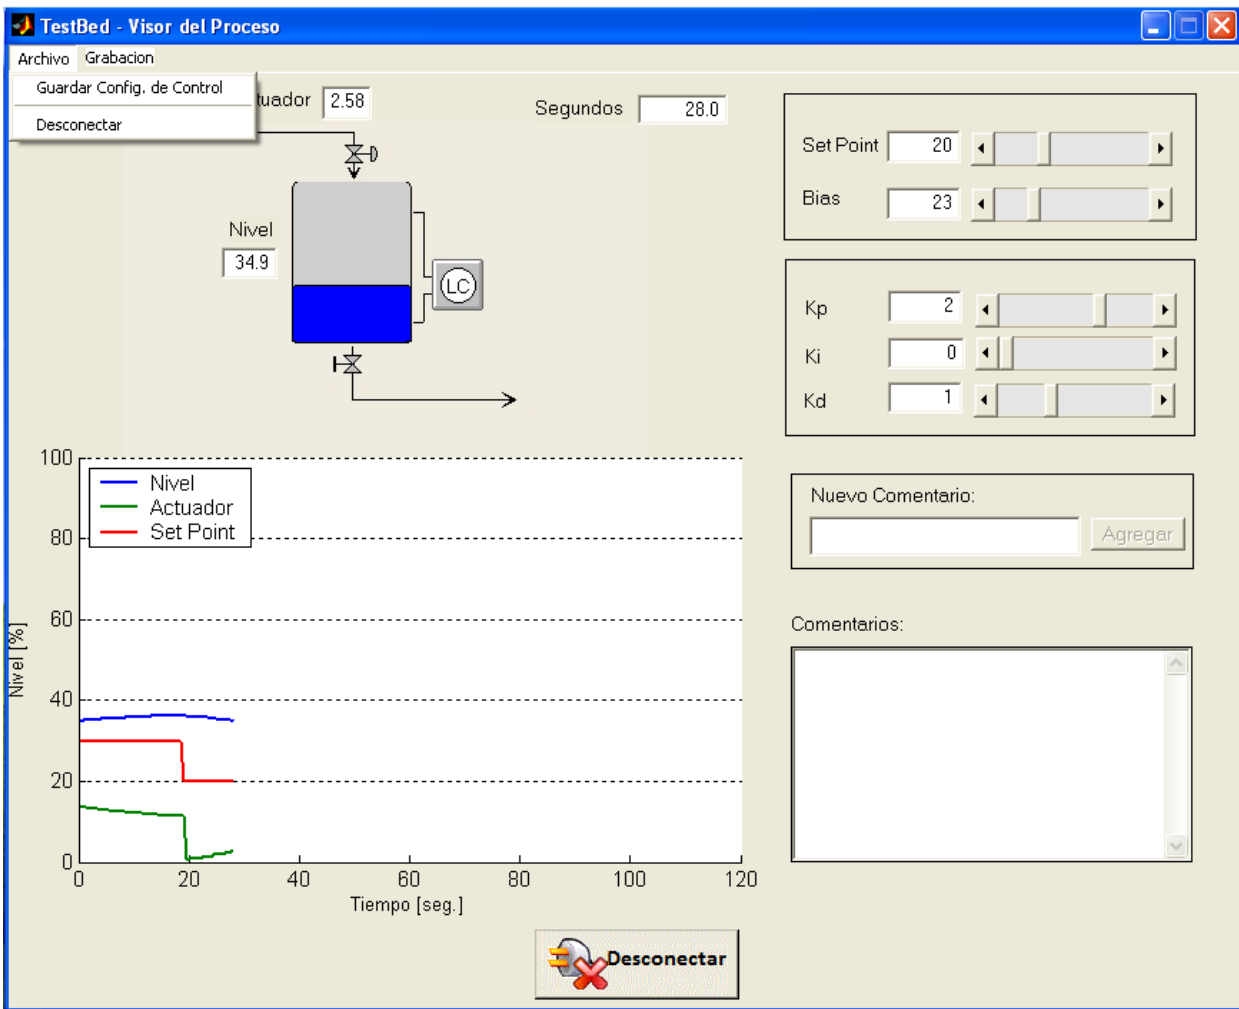 TestBed - Visor del Proceso
Archivo Grabacion
Guardar Config. de Control
Desconectar
tuador 2.58
Segundos 28.0
Nivel
34.9
LC
Set Point 20
Bias 23
Kp 2
Ki 0
Kd 1
Nuevo Comentario:
Agregar
Comentarios:
Nivel
Actuador
Set Point
100
80
60
40
20
0
Nivel [%]
0 20 40 60 80 100 120
Tiempo [seg.]
Desconectar